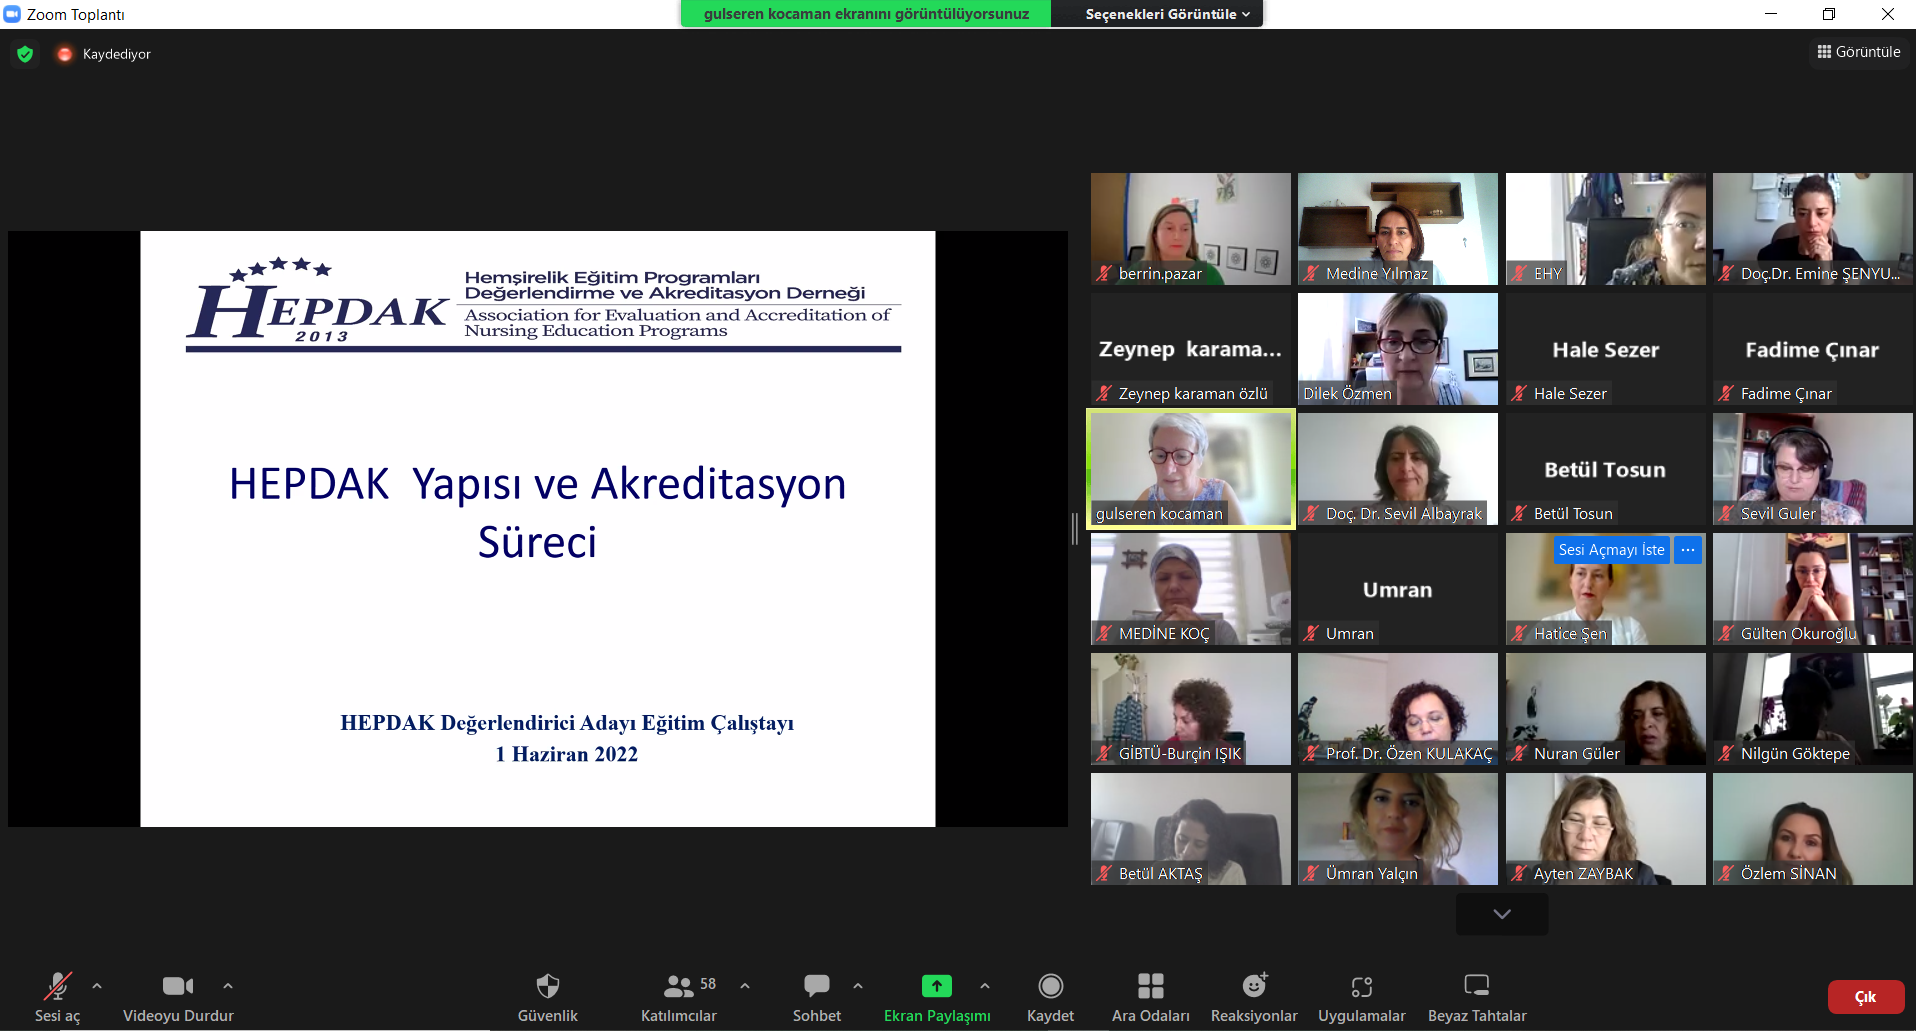 Zoom Toplantı
gulseren kocaman ekranını görüntülüyorsunuz
Seçenekleri Görüntüle
Kaydediyor
Görüntüle
HEPDAK
2013
Hemşirelik Eğitim Programları
Değerlendirme ve Akreditasyon Derneği
Association for Evaluation and Accreditation of
Nursing Education Programs
HEPDAK Yapısı ve Akreditasyon
Süreci
HEPDAK Değerlendirici Adayı Eğitim Çalıştayı
1 Haziran 2022
berrin.pazar
Medine Yılmaz
EHY
Doç.Dr. Emine ŞENYU...
Zeynep karama...
Zeynep karaman özlü
Dilek Özmen
Hale Sezer
Hale Sezer
Fadime Çınar
Fadime Çınar
gulseren kocaman
Doç. Dr. Sevil Albayrak
Betül Tosun
Betül Tosun
Sevil Guler
MEDİNE KOÇ
Umran
Umran
Sesi Açmayı İste
...
Hatice Şen
Gülten Okuroğlu
GİBTÜ-Burçin IŞIK
Prof. Dr. Özen KULAKAÇ
Nuran Güler
Nilgün Göktepe
Betül AKTAŞ
Ümran Yalçın
Ayten ZAYBAK
Özlem SİNAN
Sesi aç
Videoyu Durdur
Güvenlik
58
Katılımcılar
Sohbet
Ekran Paylaşımı
Kaydet
Ara Odaları
Reaksiyonlar
Uygulamalar
Beyaz Tahtalar
Çık